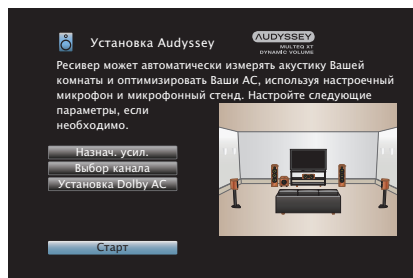 Установка Audyssey
AUDYSSEY
MULTEQ XT
DYNAMIC VOLUME
Ресивер может автоматически измерять акустику Вашей
комнаты и оптимизировать Ваши АС, используя настроечный
микрофон и микрофонный стенд. Настройте следующие
параметры, если
необходимо.
Назнач. усил.
Выбор канала
Установка Dolby АС
Старт